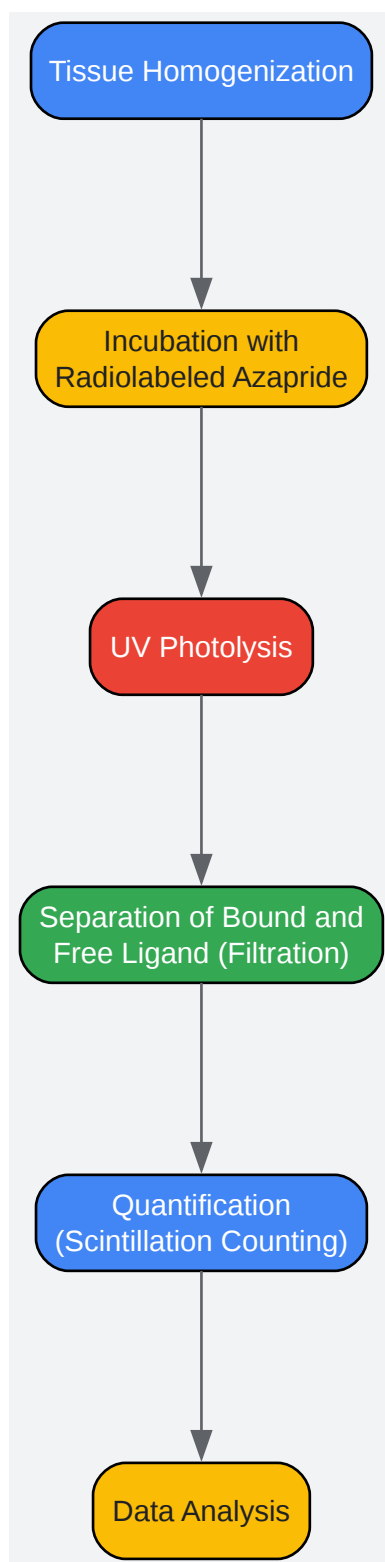 Tissue Homogenization
Incubation with
Radiolabeled Azapride
UV Photolysis
Separation of Bound and
Free Ligand (Filtration)
Quantification
(Scintillation Counting)
Data Analysis